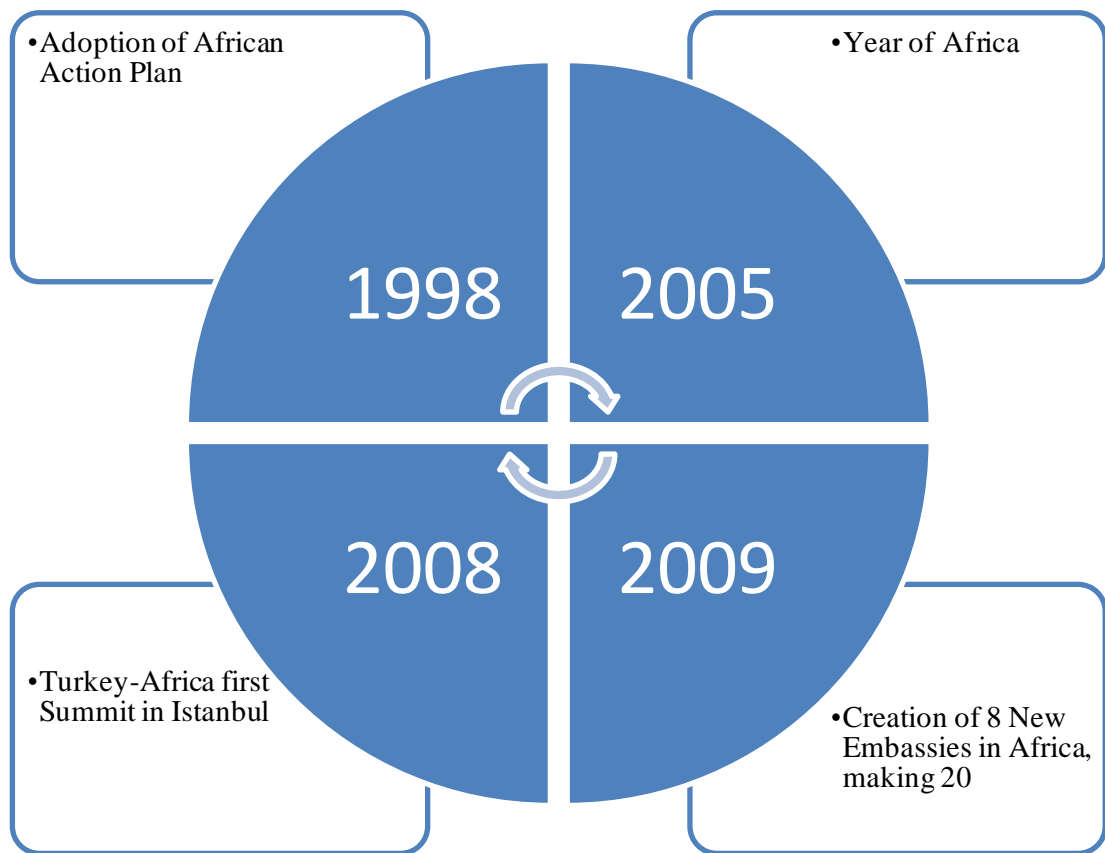 •Adoption of African
Action Plan
•Year of Africa
1998
2005
2008
2009
•Turkey-Africa first
Summit in Istanbul
•Creation of 8 New
Embassies in Africa,
making 20